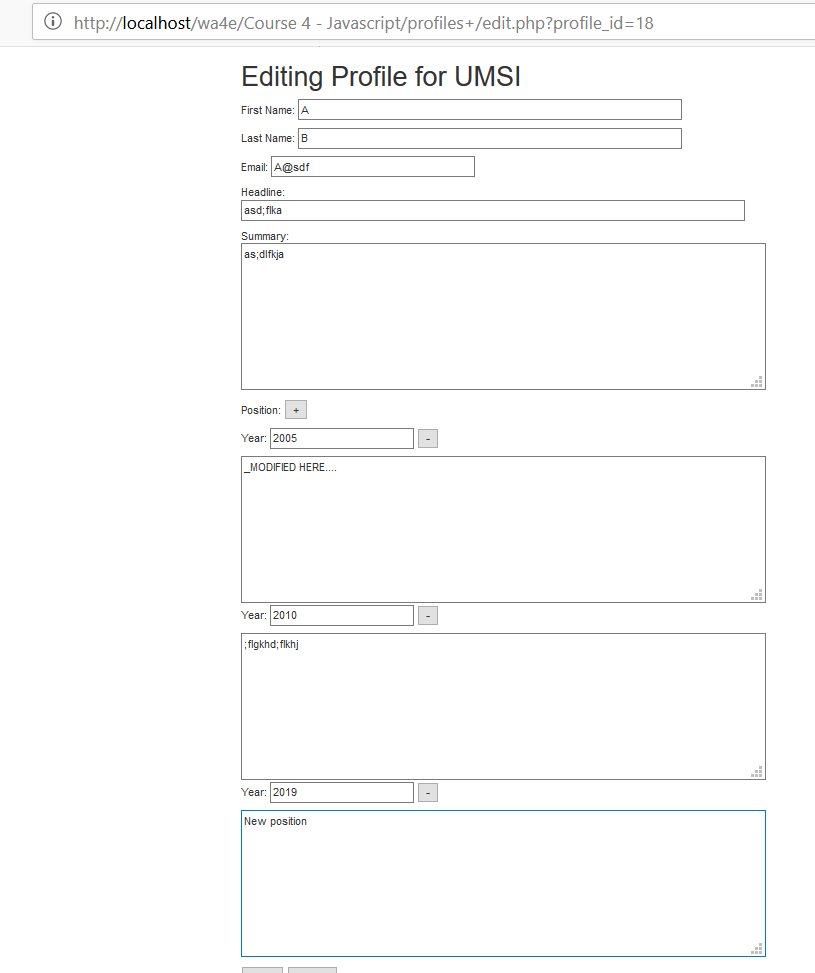 http://localhost/wa4e/Course 4 - Javascript/profiles+/edit.php?profile_id=18
Editing Profile for UMSI
First Name: A
Last Name: B
Email: A@sdf
Headline:
asd;flka
Summary:
as;dlfkja
Position: +
Year: 2005 -
_MODIFIED HERE....
Year: 2010 -
;flgkhd;flkhj
Year: 2019 -
New position